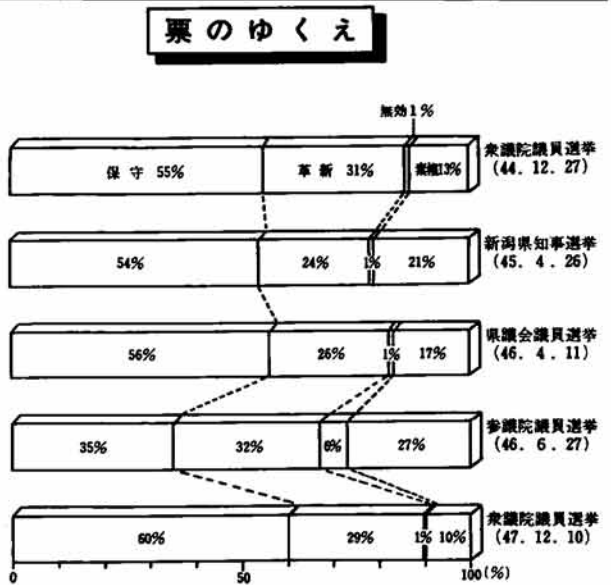 票のゆくえ
無効1%
保守 55% 革新 31% 棄権13% 衆議院議員選挙
(44.12.27)
54% 24% 1% 21% 新潟県知事選挙
(45.4.26)
56% 26% 1% 17% 県議会議員選挙
(46.4.11)
35% 32% 6% 27% 参議院議員選挙
(46.6.27)
60% 29% 1% 10% 衆議院議員選挙
(47.12.10)
0 50 100(%)